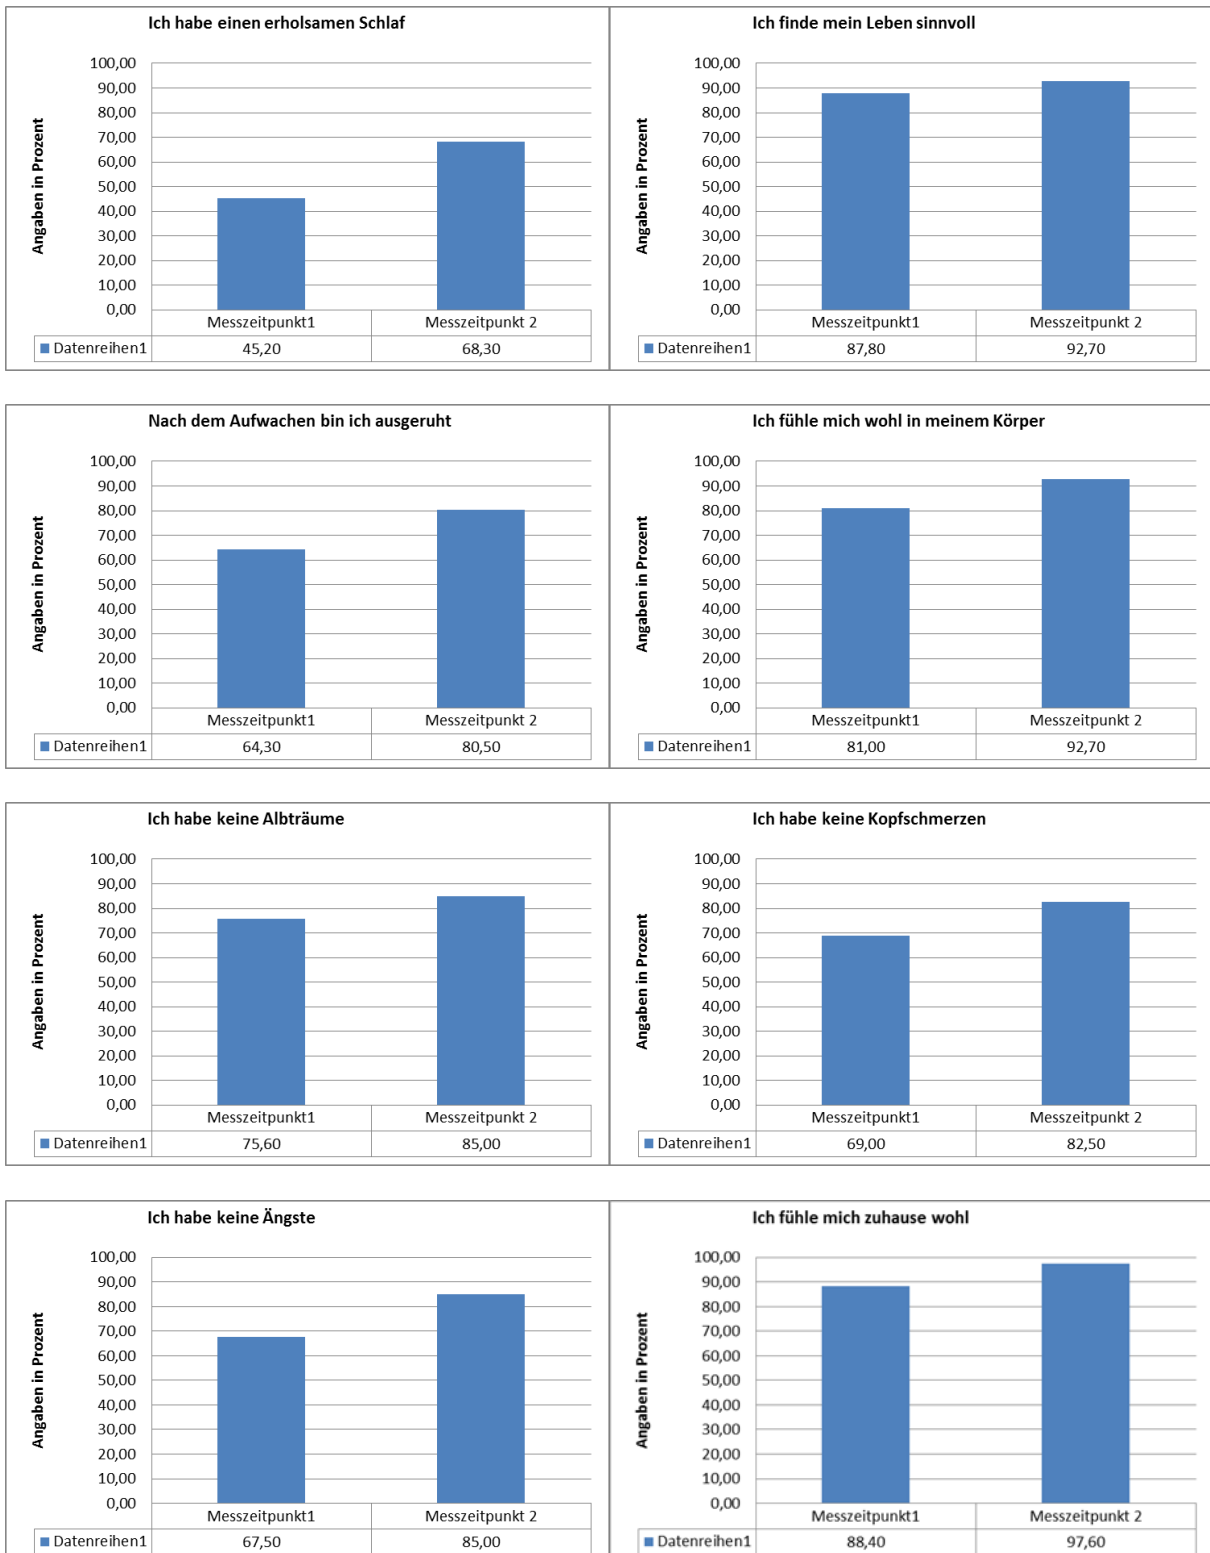 Ich habe einen erholsamen Schlaf
Angaben in Prozent
100,00
90,00
80,00
70,00
60,00
50,00
40,00
30,00
20,00
10,00
0,00
Messzeitpunkt1 Messzeitpunkt 2
Datenreihen1 45,20 68,30
Ich finde mein Leben sinnvoll
Angaben in Prozent
100,00
90,00
80,00
70,00
60,00
50,00
40,00
30,00
20,00
10,00
0,00
Messzeitpunkt1 Messzeitpunkt 2
Datenreihen1 87,80 92,70
Nach dem Aufwachen bin ich ausgeruht
Angaben in Prozent
100,00
90,00
80,00
70,00
60,00
50,00
40,00
30,00
20,00
10,00
0,00
Messzeitpunkt1 Messzeitpunkt 2
Datenreihen1 64,30 80,50
Ich fühle mich wohl in meinem Körper
Angaben in Prozent
100,00
90,00
80,00
70,00
60,00
50,00
40,00
30,00
20,00
10,00
0,00
Messzeitpunkt1 Messzeitpunkt 2
Datenreihen1 81,00 92,70
Ich habe keine Albträume
Angaben in Prozent
100,00
90,00
80,00
70,00
60,00
50,00
40,00
30,00
20,00
10,00
0,00
Messzeitpunkt1 Messzeitpunkt 2
Datenreihen1 75,60 85,00
Ich habe keine Kopfschmerzen
Angaben in Prozent
100,00
90,00
80,00
70,00
60,00
50,00
40,00
30,00
20,00
10,00
0,00
Messzeitpunkt1 Messzeitpunkt 2
Datenreihen1 69,00 82,50
Ich habe keine Ängste
Angaben in Prozent
100,00
90,00
80,00
70,00
60,00
50,00
40,00
30,00
20,00
10,00
0,00
Messzeitpunkt1 Messzeitpunkt 2
Datenreihen1 67,50 85,00
Ich fühle mich zuhause wohl
Angaben in Prozent
100,00
90,00
80,00
70,00
60,00
50,00
40,00
30,00
20,00
10,00
0,00
Messzeitpunkt1 Messzeitpunkt 2
Datenreihen1 88,40 97,60